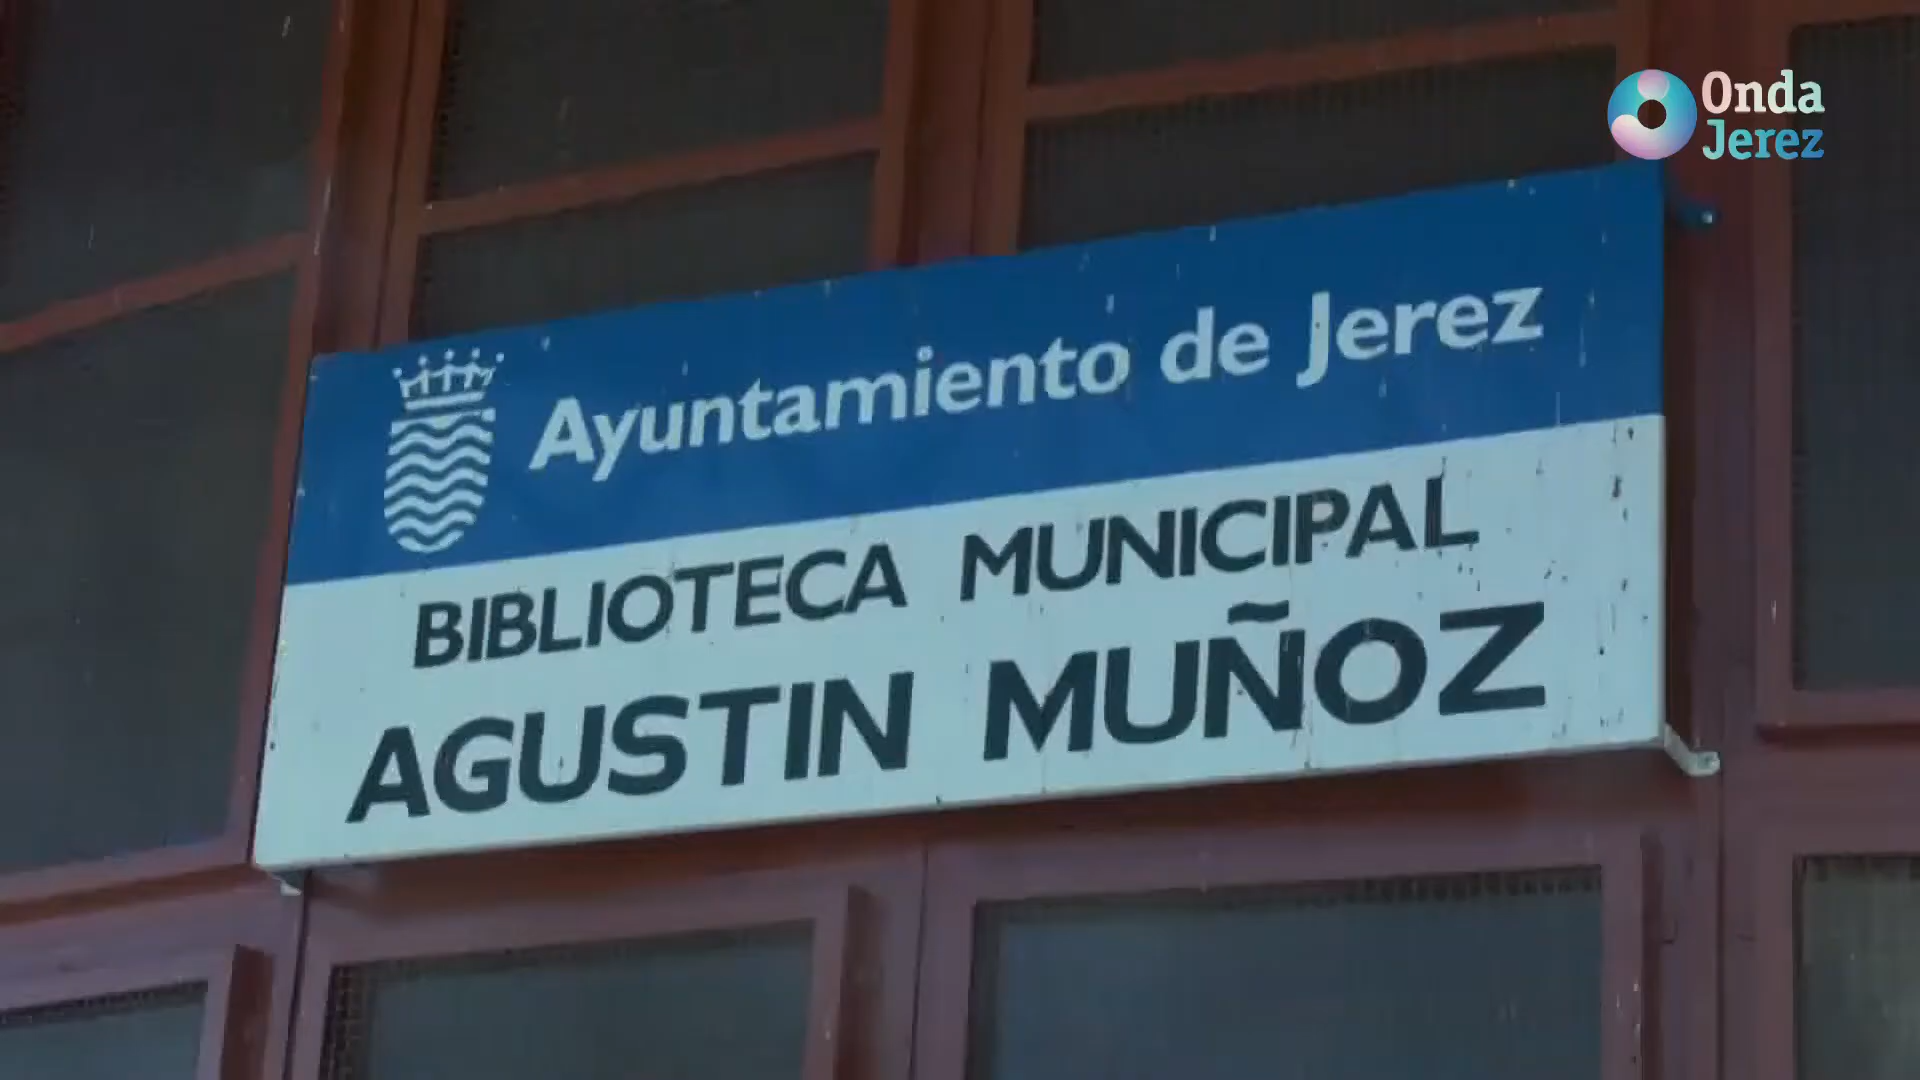 Onda
Jerez
Ayuntamiento de Jerez
BIBLIOTECA MUNICIPAL
AGUSTIN MUÑOZ